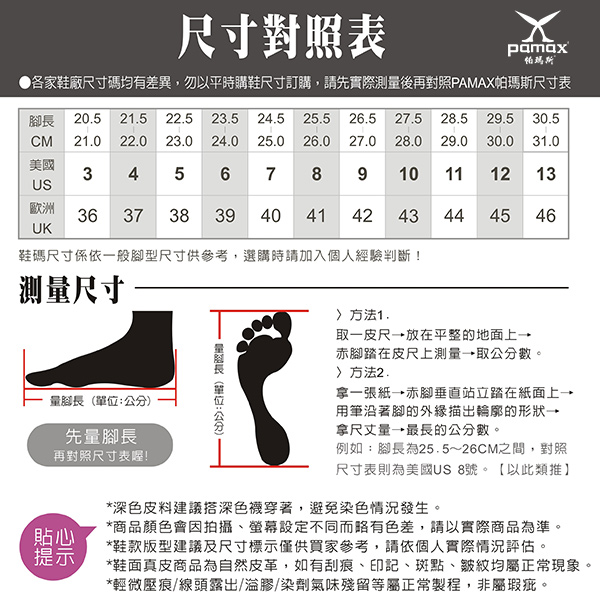 尺寸對照表
pamax
帕瑪斯
●各家鞋廠尺寸碼均有差異，勿以平時購鞋尺寸訂購，請先實際測量後再對照PAMAX帕瑪斯尺寸表
腳長 20.5 21.5 22.5 23.5 24.5 25.5 26.5 27.5 28.5 29.5 30.5
CM 21.0 22.0 23.0 24.0 25.0 26.0 27.0 28.0 29.0 30.0 31.0
美國 US 3 4 5 6 7 8 9 10 11 12 13
歐洲 UK 36 37 38 39 40 41 42 43 44 45 46
鞋碼尺寸係依一般腳型尺寸供參考，選購時請加入個人經驗判斷！
測量尺寸
量腳長（單位:公分）
先量腳長
再對照尺寸表喔!
量腳長（單位:公分）
〉方法1.
取一皮尺→放在平整的地面上→
赤腳踏在皮尺上測量→取公分數。
〉方法2.
拿一張紙→赤腳垂直站立踏在紙面上→
用筆沿著腳的外緣描出輪廓的形狀→
拿尺丈量→最長的公分數。
例如：腳長為25.5～26CM之間，對照
尺寸表則為美國US 8號。【以此類推】
貼心
提示
*深色皮料建議搭深色襪穿著，避免染色情況發生。
*商品顏色會因拍攝、螢幕設定不同而略有色差，請以實際商品為準。
*鞋款版型建議及尺寸標示僅供買家參考，請依個人實際情況評估。
*鞋面真皮商品為自然皮革，如有刮痕、印記、斑點、皺紋均屬正常現象。
*輕微壓痕/線頭露出/溢膠/染劑氣味殘留等屬正常製程，非屬瑕疵。